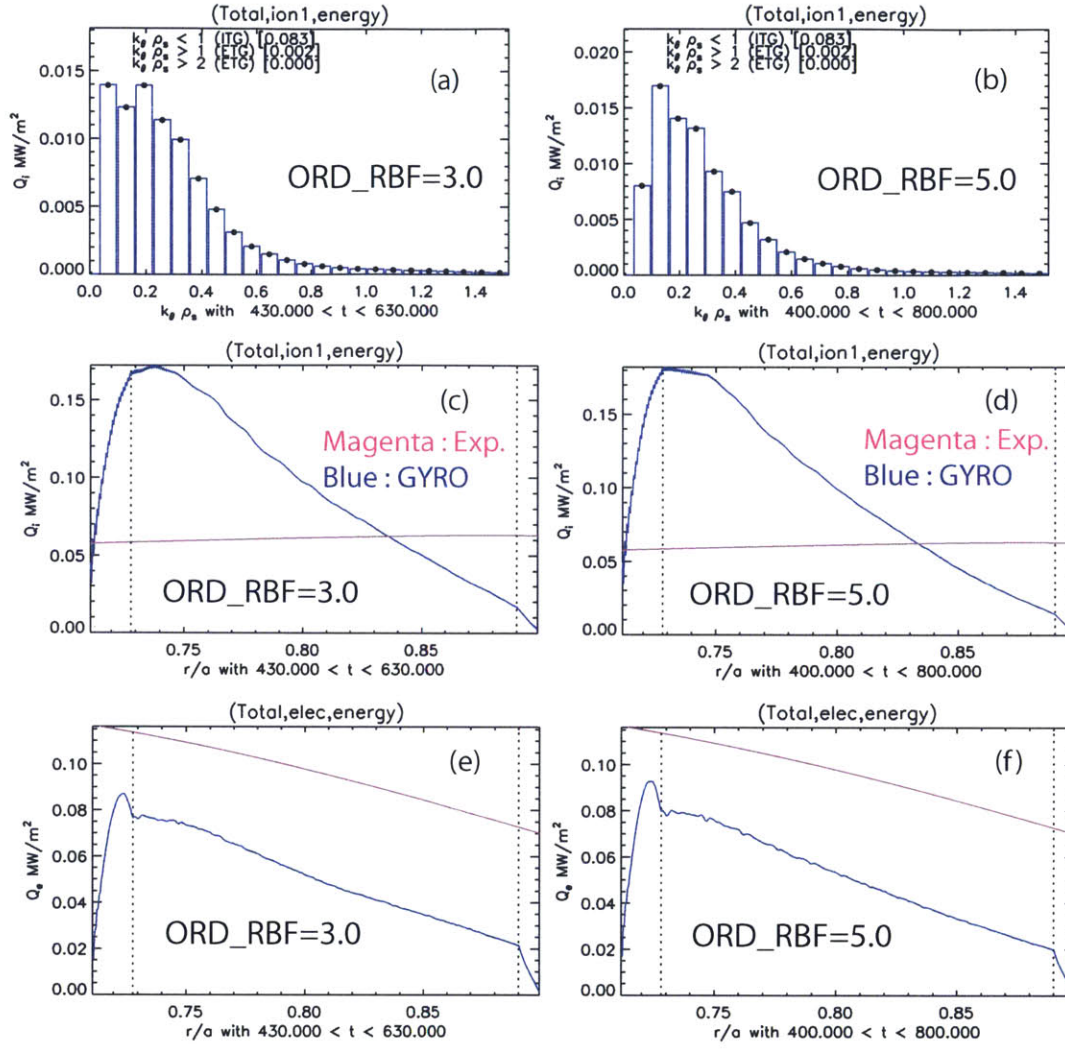 (Total,ion1,energy)
kθ ρs < 1 (ITG) [0.083]
kθ ρs > 1 (ETG) [0.002]
kθ ρs > 2 (ETG) [0.000]
(a)
ORD_RBF=3.0
Qi MW/m²
0.015
0.010
0.005
0.000
0.0 0.2 0.4 0.6 0.8 1.0 1.2 1.4
kθ ρs with 430.000 < t < 630.000
(Total,ion1,energy)
kθ ρs < 1 (ITG) [0.083]
kθ ρs > 1 (ETG) [0.002]
kθ ρs > 2 (ETG) [0.000]
(b)
ORD_RBF=5.0
Qi MW/m²
0.020
0.015
0.010
0.005
0.000
0.0 0.2 0.4 0.6 0.8 1.0 1.2 1.4
kθ ρs with 400.000 < t < 800.000
(Total,ion1,energy)
(c)
Magenta : Exp.
Blue : GYRO
ORD_RBF=3.0
Qi MW/m²
0.15
0.10
0.05
0.00
0.75 0.80 0.85
r/a with 430.000 < t < 630.000
(Total,ion1,energy)
(d)
Magenta : Exp.
Blue : GYRO
ORD_RBF=5.0
Qi MW/m²
0.15
0.10
0.05
0.00
0.75 0.80 0.85
r/a with 400.000 < t < 800.000
(Total,elec,energy)
(e)
ORD_RBF=3.0
Qe MW/m²
0.10
0.08
0.06
0.04
0.02
0.00
0.75 0.80 0.85
r/a with 430.000 < t < 630.000
(Total,elec,energy)
(f)
ORD_RBF=5.0
Qe MW/m²
0.10
0.08
0.06
0.04
0.02
0.00
0.75 0.80 0.85
r/a with 400.000 < t < 800.000